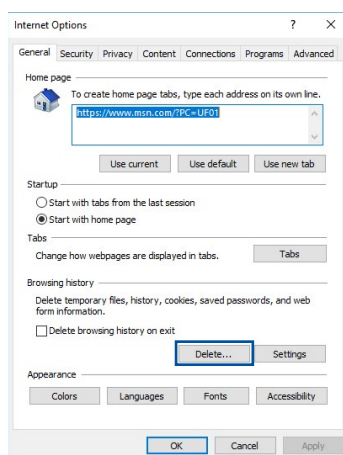 Internet Options ? X
General Security Privacy Content Connections Programs Advanced
Home page
To create home page tabs, type each address on its own line.
https://www.msn.com/?PC=UF01
Use current Use default Use new tab
Startup
Start with tabs from the last session
Start with home page
Tabs
Change how webpages are displayed in tabs. Tabs
Browsing history
Delete temporary files, history, cookies, saved passwords, and web
form information.
Delete browsing history on exit
Delete... Settings
Appearance
Colors Languages Fonts Accessibility
OK Cancel Apply